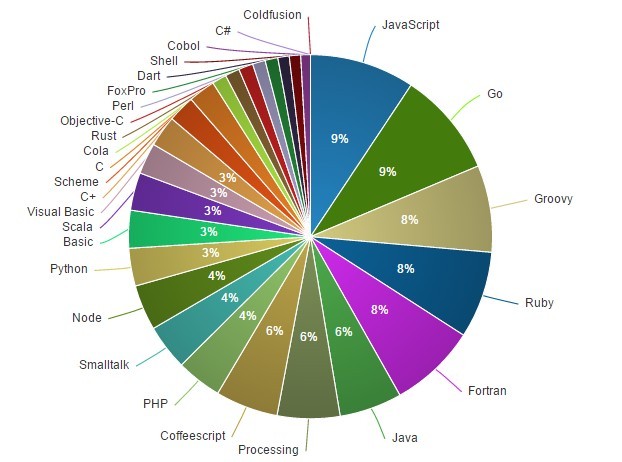 Coldfusion
C#
JavaScript
Cobol
Shell
Dart
FoxPro
Perl
Objective-C
Rust
Cola
C
Scheme
C+
Visual Basic
Scala
Basic
Python
Node
Smalltalk
PHP
Coffeescript
Processing
Java
Fortran
Ruby
Groovy
Go
9%
9%
8%
8%
8%
6%
6%
6%
4%
4%
4%
3%
3%
3%
3%
3%